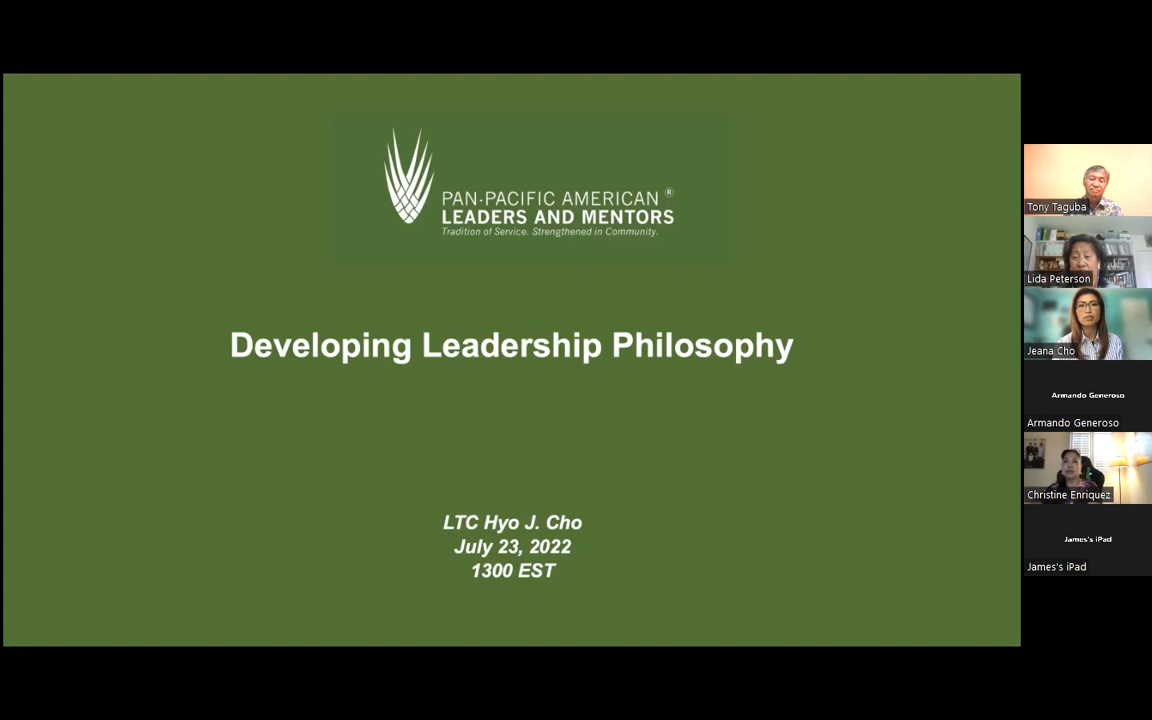 PAN-PACIFIC AMERICAN ®
LEADERS AND MENTORS
Tradition of Service. Strengthened in Community.
Developing Leadership Philosophy
LTC Hyo J. Cho
July 23, 2022
1300 EST
Tony Taguba
Lida Peterson
Jeana Cho
Armando Generoso
Armando Generoso
Christine Enriquez
James's iPad
James's iPad